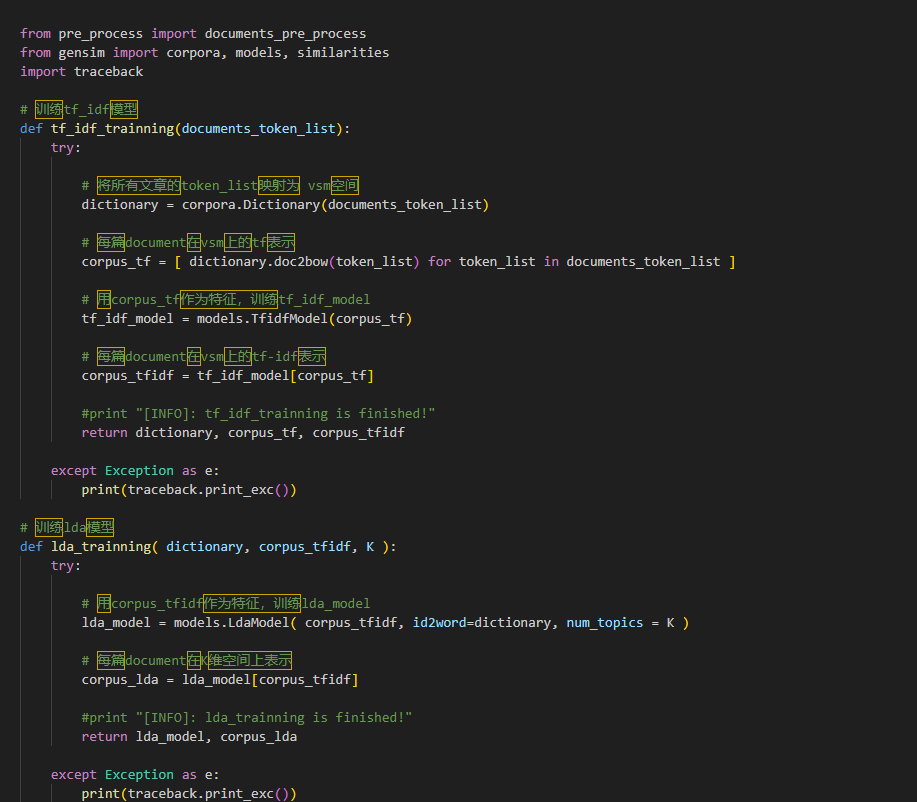 from pre_process import documents_pre_process
from gensim import corpora, models, similarities
import traceback
# 训练tf_idf模型
def tf_idf_trainning(documents_token_list):
try:
# 将所有文章的token_list映射为 vsm空间
dictionary = corpora.Dictionary(documents_token_list)
# 每篇document在vsm上的tf表示
corpus_tf = [ dictionary.doc2bow(token_list) for token_list in documents_token_list ]
# 用corpus_tf作为特征，训练tf_idf_model
tf_idf_model = models.TfidfModel(corpus_tf)
# 每篇document在vsm上的tf-idf表示
corpus_tfidf = tf_idf_model[corpus_tf]
#print "[INFO]: tf_idf_trainning is finished!"
return dictionary, corpus_tf, corpus_tfidf
except Exception as e:
print(traceback.print_exc())
# 训练lda模型
def lda_trainning( dictionary, corpus_tfidf, K ):
try:
# 用corpus_tfidf作为特征，训练lda_model
lda_model = models.LdaModel( corpus_tfidf, id2word=dictionary, num_topics = K )
# 每篇document在K维空间上表示
corpus_lda = lda_model[corpus_tfidf]
#print "[INFO]: lda_trainning is finished!"
return lda_model, corpus_lda
except Exception as e:
print(traceback.print_exc())